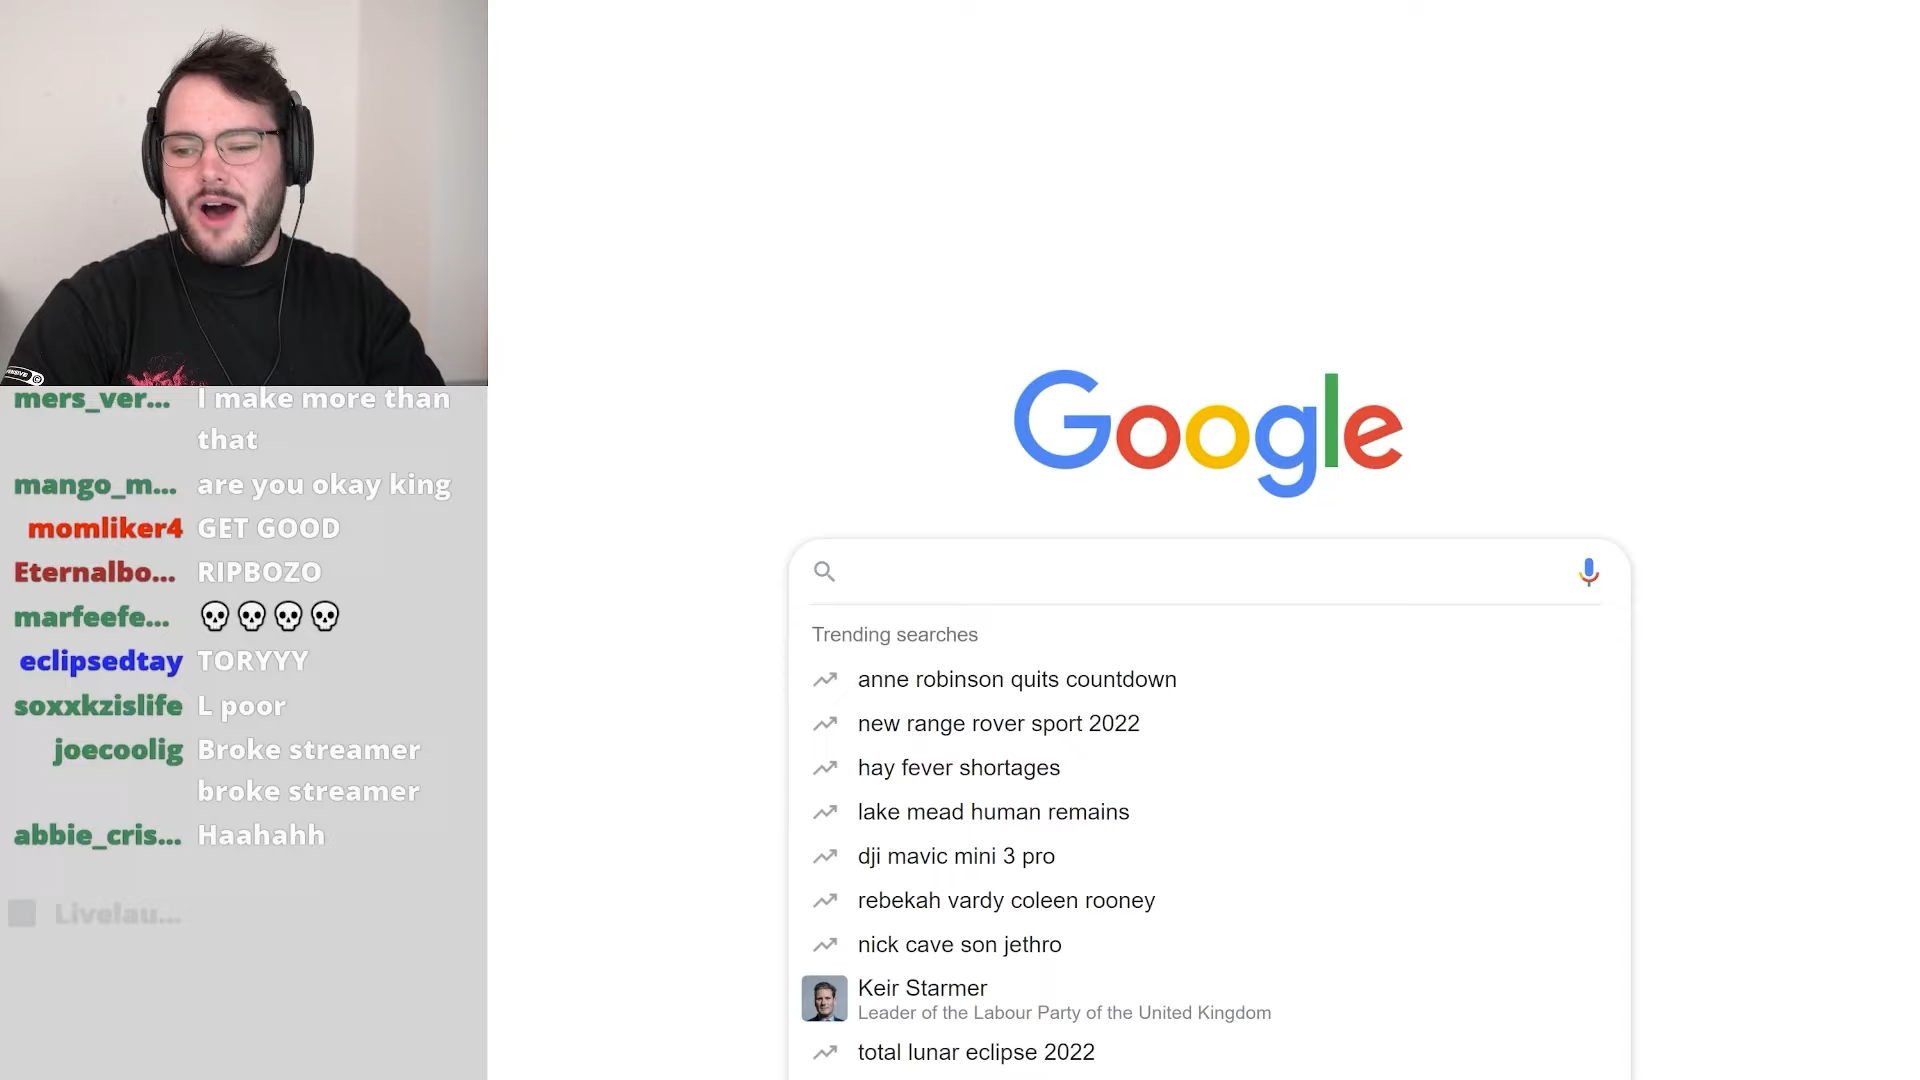 mers_ver... I make more than
that
mango_m... are you okay king
momliker4 GET GOOD
Eternalbo... RIPBOZO
marfeefe... 💀💀💀💀
eclipsedtay TORYYY
soxxkzislife L poor
joecoolig Broke streamer
broke streamer
abbie_cris... Haahahh
Livelau...
Google
Trending searches
anne robinson quits countdown
new range rover sport 2022
hay fever shortages
lake mead human remains
dji mavic mini 3 pro
rebekah vardy coleen rooney
nick cave son jethro
Keir Starmer
Leader of the Labour Party of the United Kingdom
total lunar eclipse 2022